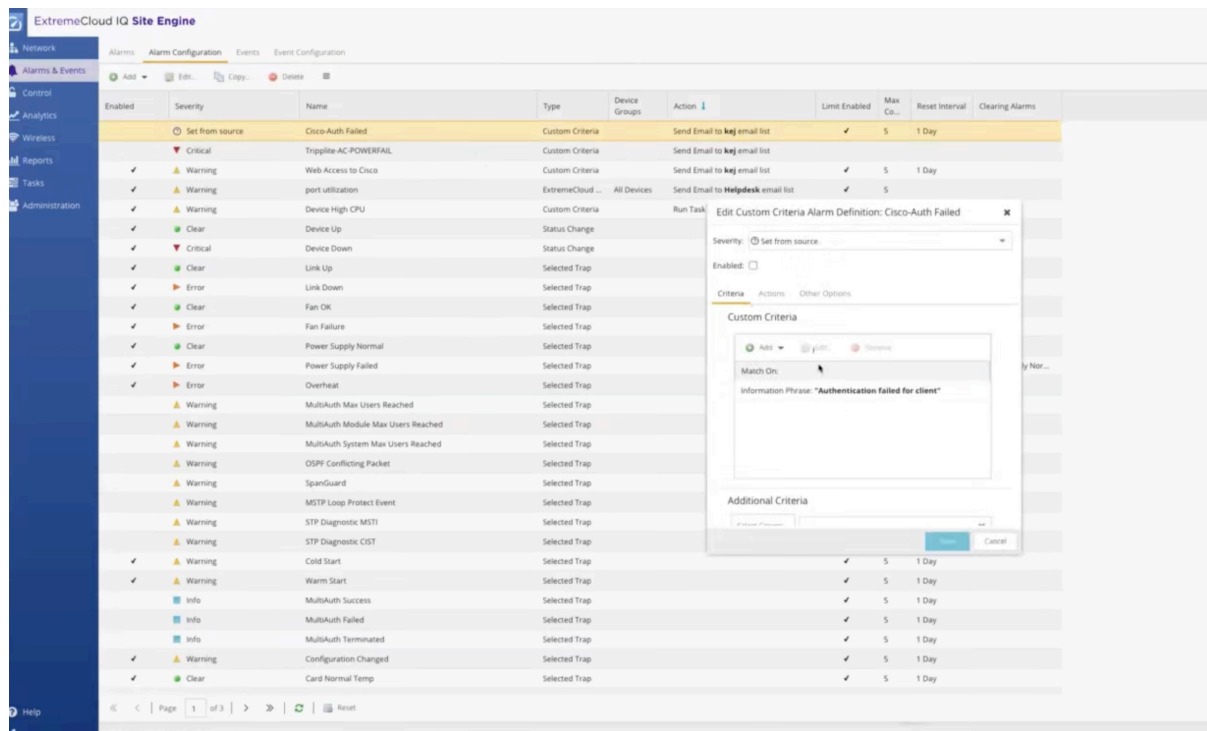 ExtremeCloud IQ Site Engine
Network
Alarms & Events
Control
Analytics
Wireless
Reports
Tasks
Administration
Help
Alarms Alarm Configuration Events Event Configuration
Add Edit... Copy... Delete
Enabled Severity Name Type Device Groups Action Limit Enabled Max Co... Reset Interval Clearing Alarms
Set from source Cisco-Auth Failed Custom Criteria Send Email to kej email list ✔ 5 1 Day
Critical Tripplite-AC-POWERFAIL Custom Criteria Send Email to kej email list
✔ Warning Web Access to Cisco Custom Criteria Send Email to kej email list ✔ 5 1 Day
✔ Warning port utilization ExtremeCloud ... All Devices Send Email to Helpdesk email list ✔ 5
✔ Warning Device High CPU Custom Criteria Run Task
✔ Clear Device Up Status Change
✔ Critical Device Down Status Change
✔ Clear Link Up Selected Trap
✔ Error Link Down Selected Trap
✔ Clear Fan OK Selected Trap
✔ Error Fan Failure Selected Trap
✔ Clear Power Supply Normal Selected Trap
✔ Error Power Supply Failed Selected Trap ly Nor...
✔ Error Overheat Selected Trap
Warning MultiAuth Max Users Reached Selected Trap
Warning MultiAuth Module Max Users Reached Selected Trap
Warning MultiAuth System Max Users Reached Selected Trap
Warning OSPF Conflicting Packet Selected Trap
Warning SpanGuard Selected Trap
Warning MSTP Loop Protect Event Selected Trap
Warning STP Diagnostic MSTI Selected Trap
Warning STP Diagnostic CIST Selected Trap
✔ Warning Cold Start Selected Trap ✔ 5 1 Day
✔ Warning Warm Start Selected Trap ✔ 5 1 Day
Info MultiAuth Success Selected Trap ✔ 5 1 Day
Info MultiAuth Failed Selected Trap ✔ 5 1 Day
Info MultiAuth Terminated Selected Trap ✔ 5 1 Day
✔ Warning Configuration Changed Selected Trap ✔ 5 1 Day
✔ Clear Card Normal Temp Selected Trap ✔ 5 1 Day
Page 1 of 3 Reset
Edit Custom Criteria Alarm Definition: Cisco-Auth Failed
Severity: Set from source
Enabled:
Criteria Actions Other Options
Custom Criteria
Add Edit... Remove
Match On:
Information Phrase: "Authentication failed for client"
Additional Criteria
Save Cancel